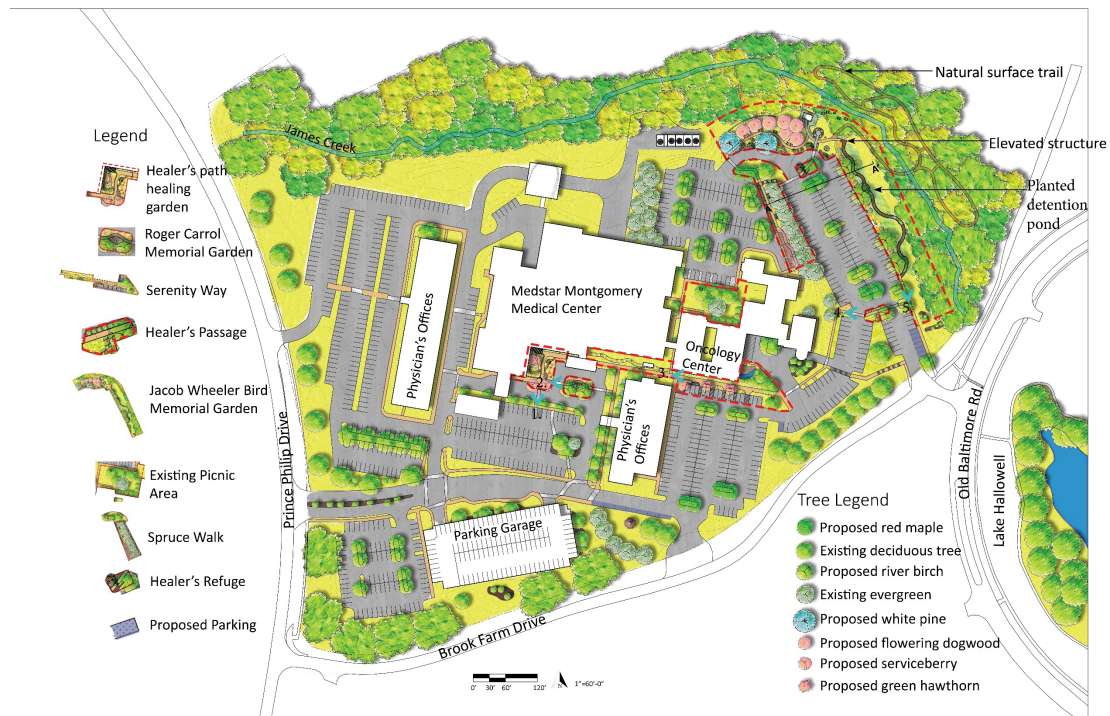 Natural surface trail
James Creek
Legend
Healer's path
healing
garden
Elevated structure
A'
Planted
detention
pond
Roger Carrol
Memorial Garden
Serenity Way
Medstar Montgomery
Medical Center
Physician's Offices
4.
5.
Healer's Passage
Oncology
Center
3.
2.
1.
Jacob Wheeler Bird
Memorial Garden
Physician's
Offices
Prince Philip Drive
Old Baltimore Rd
Lake Hallowell
Existing Picnic
Area
Spruce Walk
Parking Garage
Healer's Refuge
Proposed Parking
Brook Farm Drive
Tree Legend
Proposed red maple
Existing deciduous tree
Proposed river birch
Existing evergreen
Proposed white pine
Proposed flowering dogwood
Proposed serviceberry
Proposed green hawthorn
0' 30' 60' 120'
1"=60'-0"